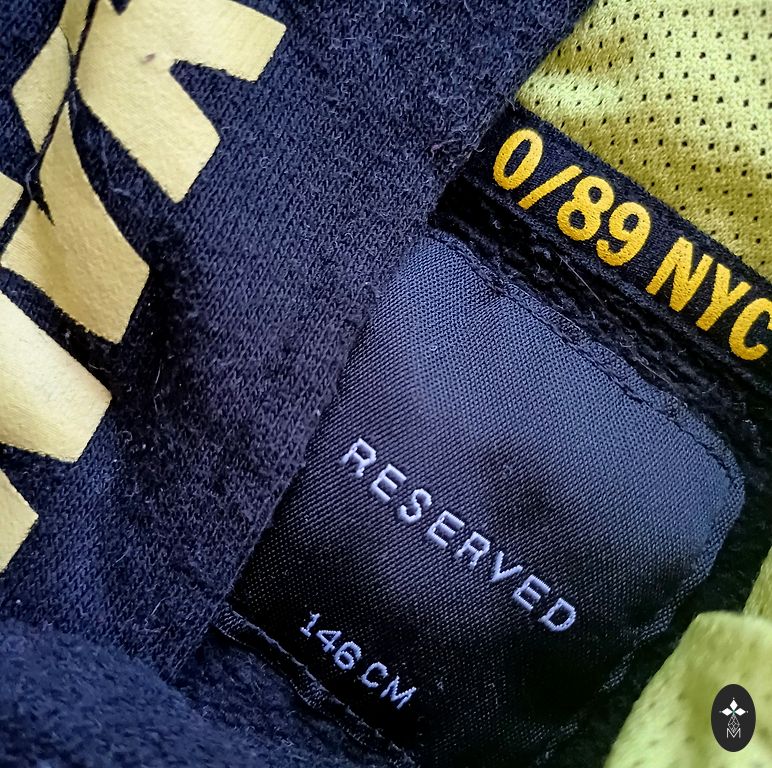 0/89 NYC
RESERVED
146 CM